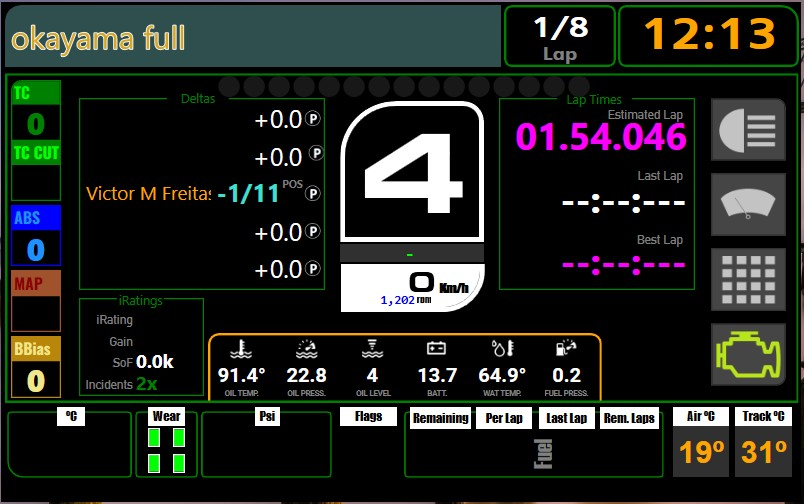 okayama full
1/8
Lap
12:13
TC
0
TC CUT
ABS
0
MAP
BBias
0
Deltas
+0.0 P
+0.0 P
Victor M Freitas -1/11 POS P
+0.0 P
+0.0 P
iRatings
iRating
Gain
SoF 0.0k
Incidents 2x
4
-
0 Km/h
1,202 rpm
Lap Times
Estimated Lap
01.54.046
Last Lap
--:--:---
Best Lap
--:--:---
91.4° 22.8 4 13.7 64.9° 0.2
OIL TEMP. OIL PRESS. OIL LEVEL BATT. WAT TEMP. FUEL PRESS.
ºC
Wear
Psi
Flags
Remaining Per Lap Last Lap Rem. Laps
Fuel
Air ºC
19º
Track ºC
31º